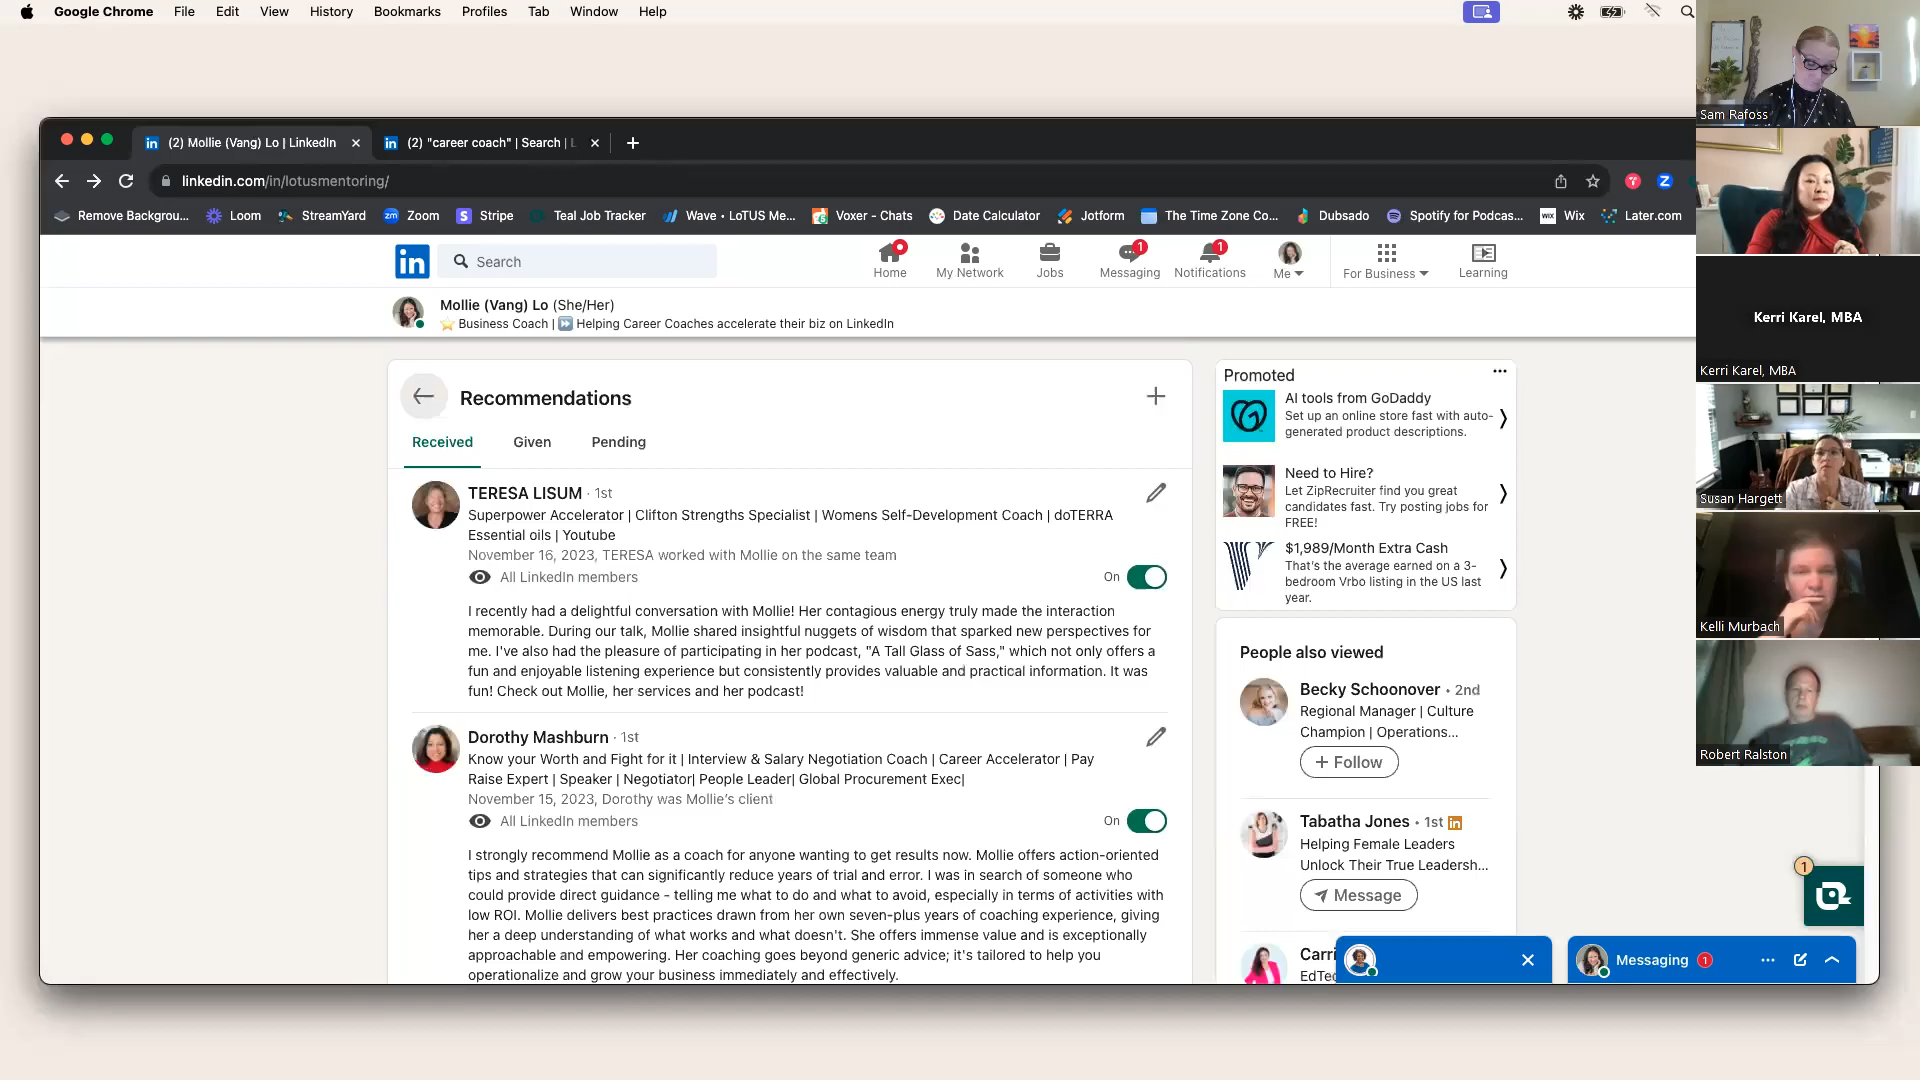 Google Chrome File Edit View History Bookmarks Profiles Tab Window Help
(2) Mollie (Vang) Lo | LinkedIn
(2) "career coach" | Search |
linkedin.com/in/lotusmentoring/
Remove Backgrou... Loom StreamYard Zoom Stripe Teal Job Tracker Wave • LoTUS Me... Voxer - Chats Date Calculator Jotform The Time Zone Co... Dubsado Spotify for Podcas... Wix Later.com
in
Search
Home
My Network
Jobs
1
Messaging
1
Notifications
Me
For Business
Learning
Mollie (Vang) Lo (She/Her)
Business Coach | Helping Career Coaches accelerate their biz on LinkedIn
Recommendations
Received Given Pending
TERESA LISUM · 1st
Superpower Accelerator | Clifton Strengths Specialist | Womens Self-Development Coach | doTERRA
Essential oils | Youtube
November 16, 2023, TERESA worked with Mollie on the same team
All LinkedIn members
On
I recently had a delightful conversation with Mollie! Her contagious energy truly made the interaction
memorable. During our talk, Mollie shared insightful nuggets of wisdom that sparked new perspectives for
me. I've also had the pleasure of participating in her podcast, "A Tall Glass of Sass," which not only offers a
fun and enjoyable listening experience but consistently provides valuable and practical information. It was
fun! Check out Mollie, her services and her podcast!
Dorothy Mashburn · 1st
Know your Worth and Fight for it | Interview & Salary Negotiation Coach | Career Accelerator | Pay
Raise Expert | Speaker | Negotiator| People Leader| Global Procurement Exec|
November 15, 2023, Dorothy was Mollie's client
All LinkedIn members
On
I strongly recommend Mollie as a coach for anyone wanting to get results now. Mollie offers action-oriented
tips and strategies that can significantly reduce years of trial and error. I was in search of someone who
could provide direct guidance - telling me what to do and what to avoid, especially in terms of activities with
low ROI. Mollie delivers best practices drawn from her own seven-plus years of coaching experience, giving
her a deep understanding of what works and what doesn't. She offers immense value and is exceptionally
approachable and empowering. Her coaching goes beyond generic advice; it's tailored to help you
operationalize and grow your business immediately and effectively.
Promoted
AI tools from GoDaddy
Set up an online store fast with auto-
generated product descriptions.
Need to Hire?
Let ZipRecruiter find you great
candidates fast. Try posting jobs for
FREE!
$1,989/Month Extra Cash
That's the average earned on a 3-
bedroom Vrbo listing in the US last
year.
People also viewed
Becky Schoonover • 2nd
Regional Manager | Culture
Champion | Operations...
+ Follow
Tabatha Jones • 1st in
Helping Female Leaders
Unlock Their True Leadersh...
Message
Carri
EdTec
Messaging 1
1
Sam Rafoss
Kerri Karel, MBA
Kerri Karel, MBA
Susan Hargett
Kelli Murbach
Robert Ralston